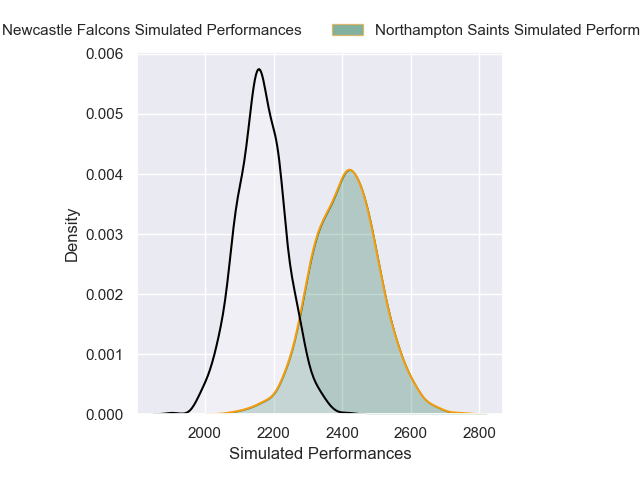 Newcastle Falcons Simulated Performances Northampton Saints Simulated Perform
0.006
0.005
0.004
0.003
0.002
0.001
0.000
Density
2000 2200 2400 2600 2800
Simulated Performances